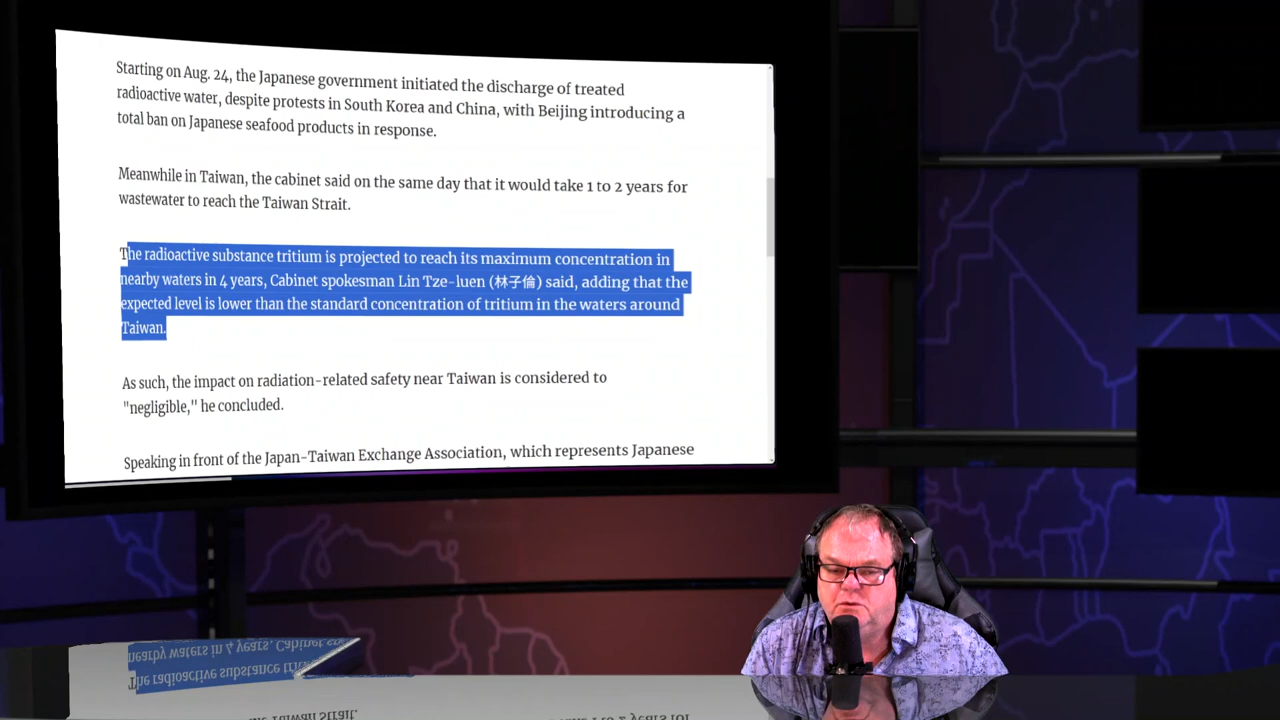 Starting on Aug. 24, the Japanese government initiated the discharge of treated
radioactive water, despite protests in South Korea and China, with Beijing introducing a
total ban on Japanese seafood products in response.
Meanwhile in Taiwan, the cabinet said on the same day that it would take 1 to 2 years for
wastewater to reach the Taiwan Strait.
The radioactive substance tritium is projected to reach its maximum concentration in
nearby waters in 4 years, Cabinet spokesman Lin Tze-luen (林子倫) said, adding that the
expected level is lower than the standard concentration of tritium in the waters around
Taiwan.
As such, the impact on radiation-related safety near Taiwan is considered to
"negligible," he concluded.
Speaking in front of the Japan-Taiwan Exchange Association, which represents Japanese